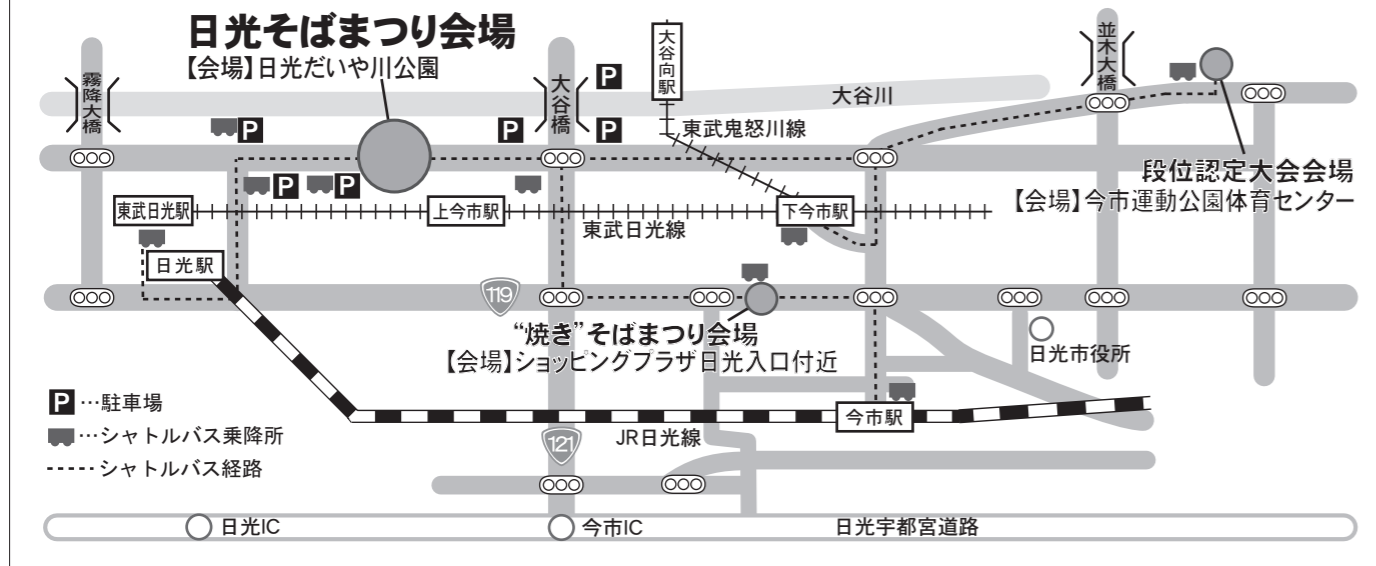 日光そばまつり会場
【会場】日光だいや川公園
霧降大橋
P
大谷橋
P
大谷向駅
並木大橋
大谷川
P
P
東武鬼怒川線
段位認定大会会場
【会場】今市運動公園体育センター
P
P
東武日光駅
上今市駅
下今市駅
東武日光線
日光駅
119
“焼き”そばまつり会場
【会場】ショッピングプラザ日光入口付近
日光市役所
P…駐車場
…シャトルバス乗降所
-----シャトルバス経路
今市駅
JR日光線
121
日光IC
今市IC
日光宇都宮道路